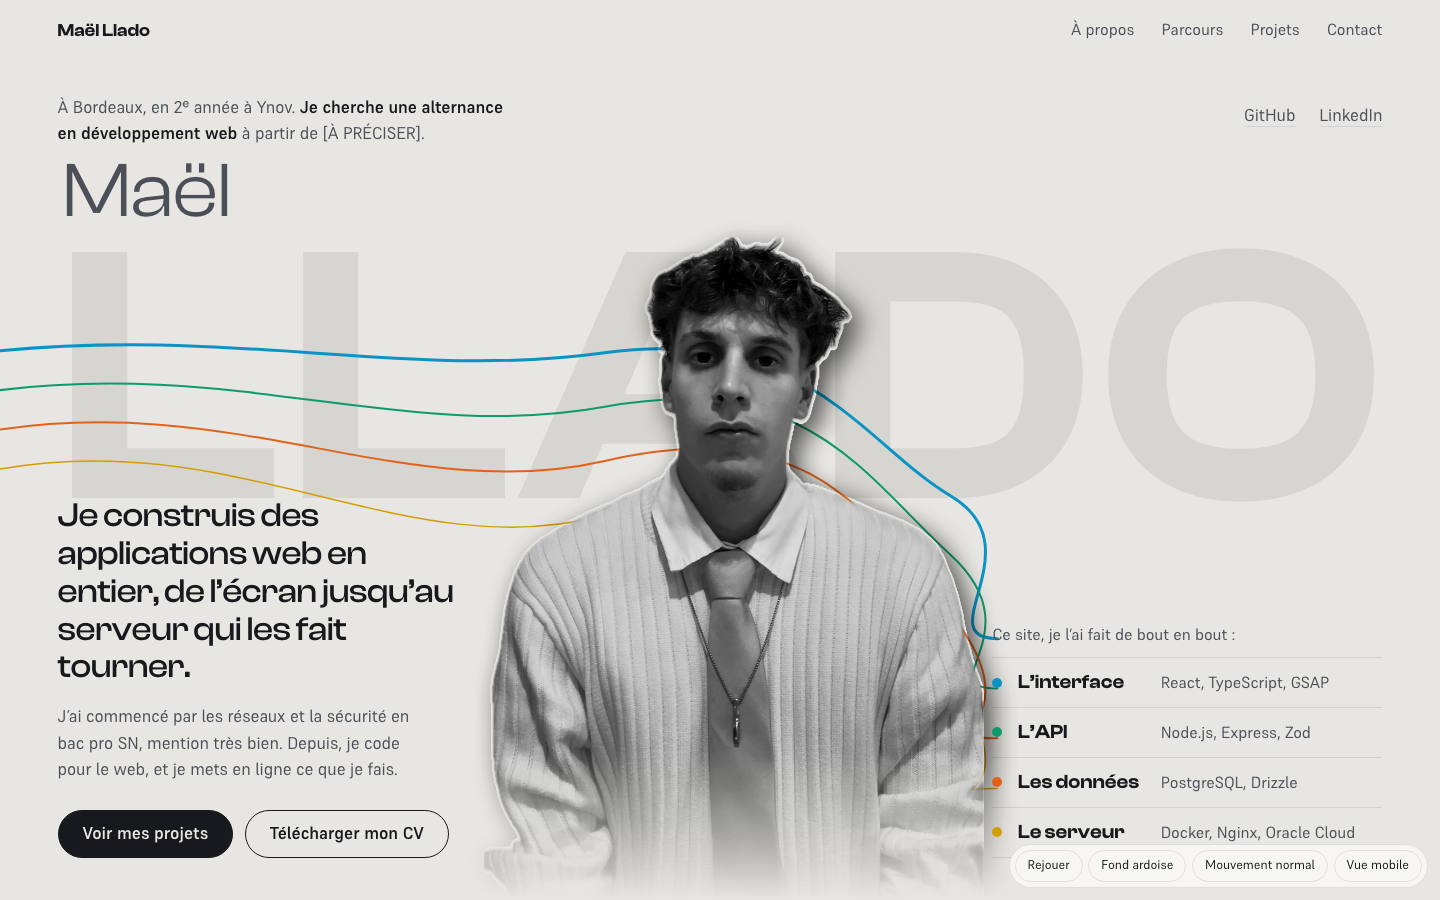 Maël Llado
À propos Parcours Projets Contact
À Bordeaux, en 2ᵉ année à Ynov. Je cherche une alternance
en développement web à partir de [À PRÉCISER].
GitHub LinkedIn
Maël
LLADO
Je construis des
applications web en
entier, de l’écran jusqu’au
serveur qui les fait
tourner.
J’ai commencé par les réseaux et la sécurité en
bac pro SN, mention très bien. Depuis, je code
pour le web, et je mets en ligne ce que je fais.
Voir mes projets Télécharger mon CV
Ce site, je l’ai fait de bout en bout :
L’interface React, TypeScript, GSAP
L’API Node.js, Express, Zod
Les données PostgreSQL, Drizzle
Le serveur Docker, Nginx, Oracle Cloud
Rejouer Fond ardoise Mouvement normal Vue mobile